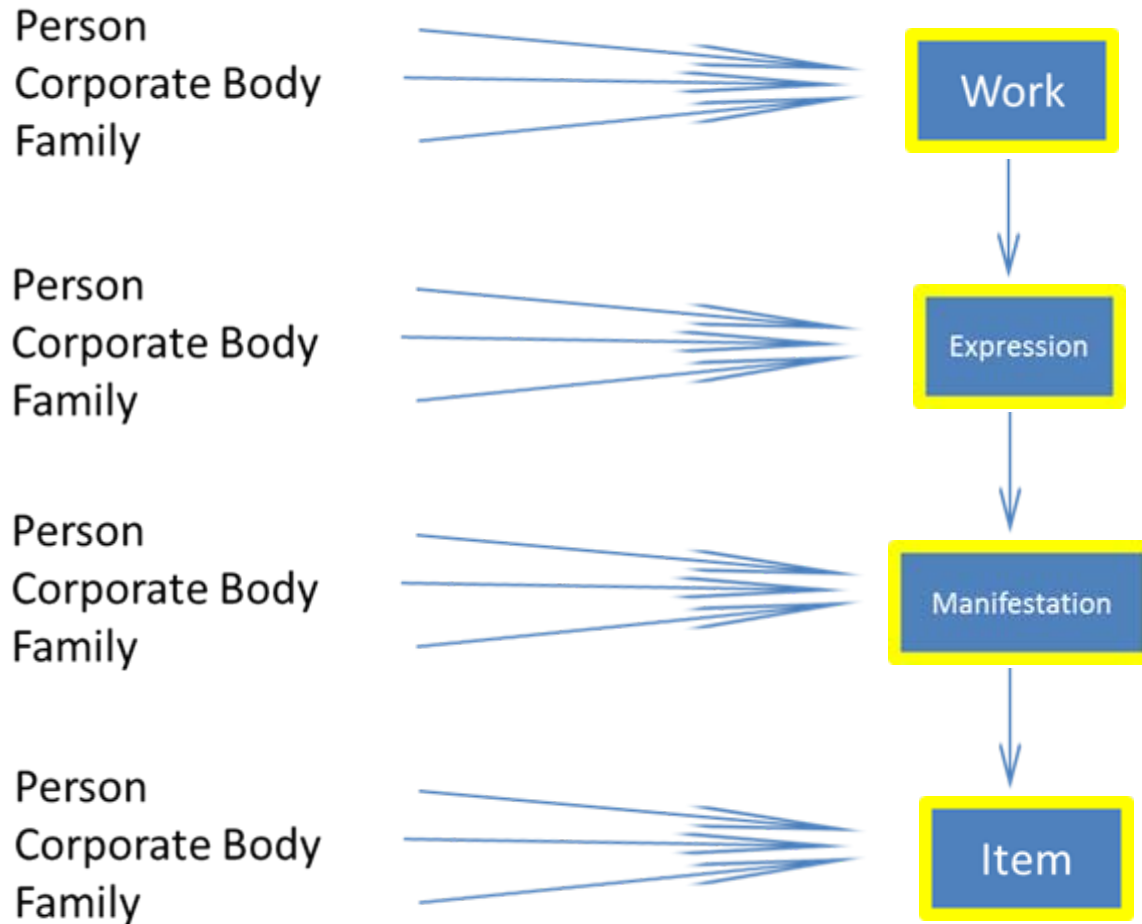 Person
Corporate Body
Family
Work
Person
Corporate Body
Family
Expression
Person
Corporate Body
Family
Manifestation
Person
Corporate Body
Family
Item